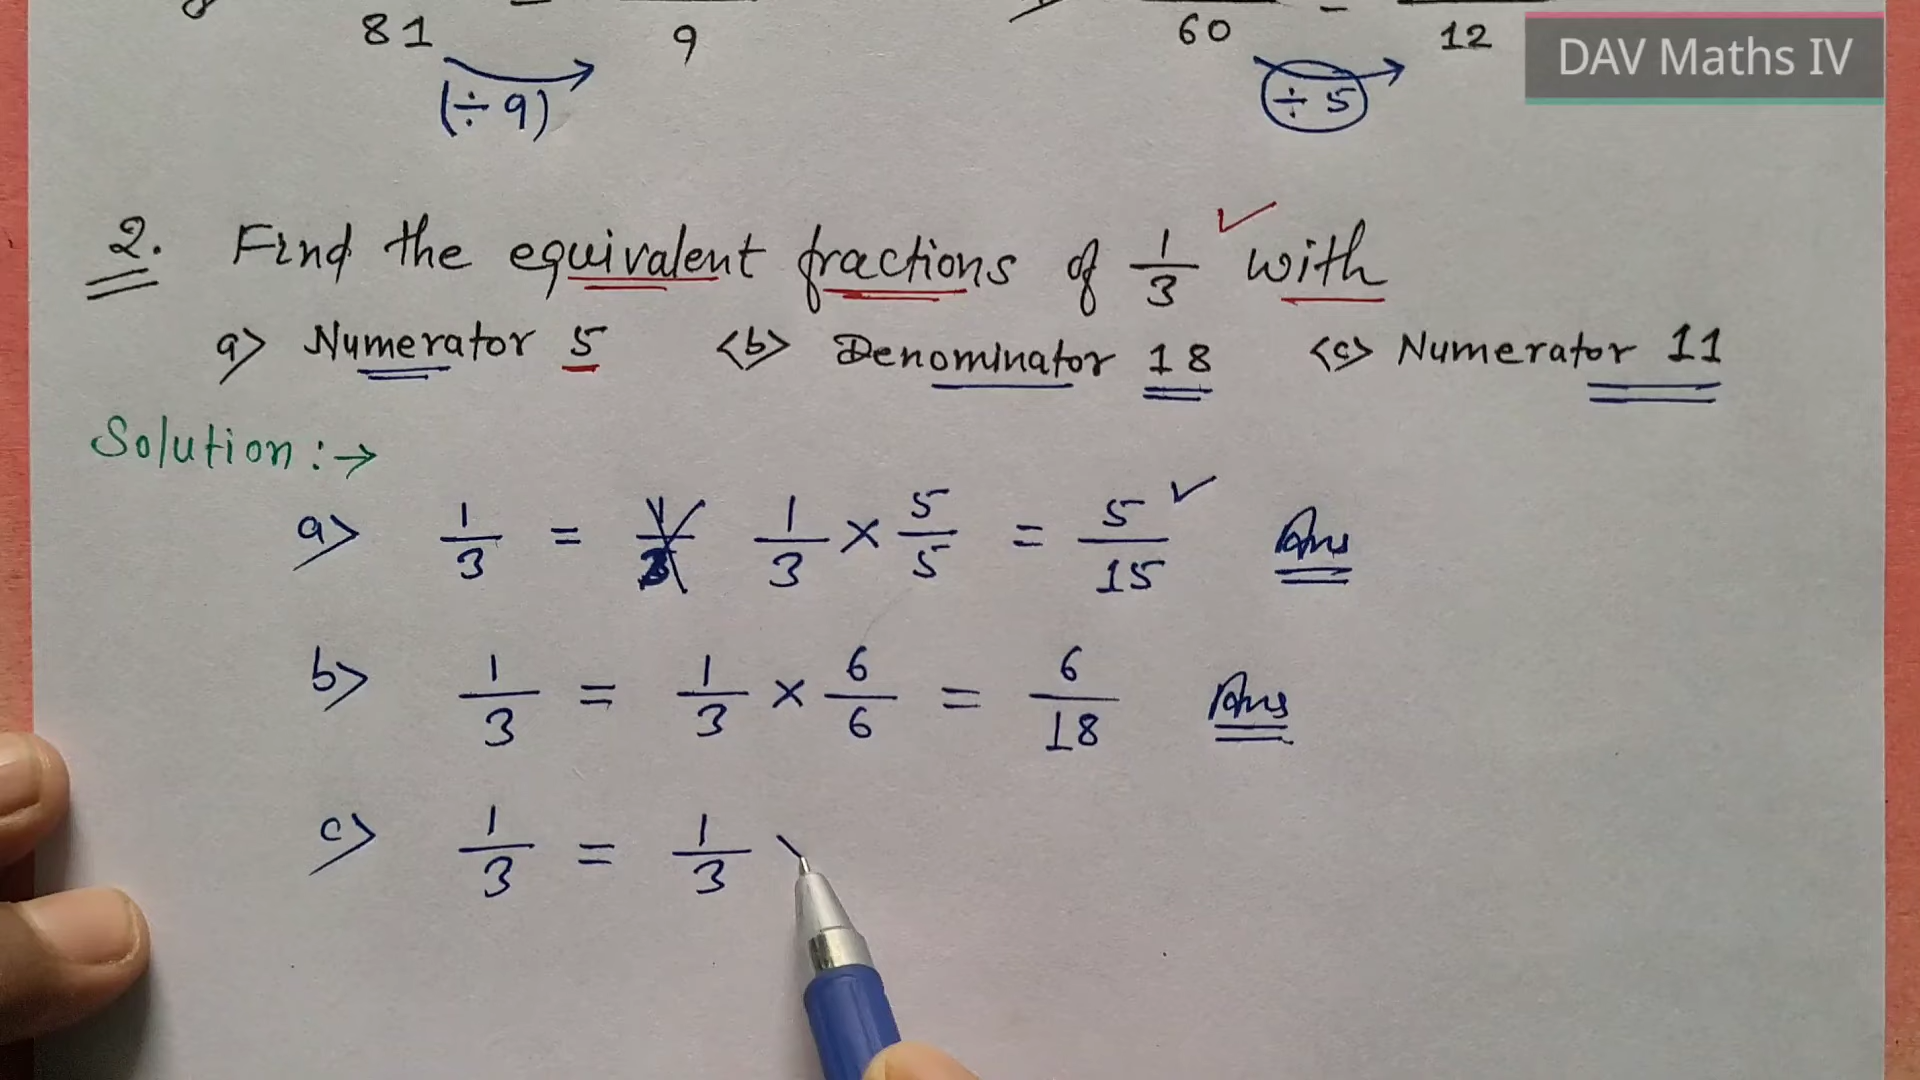 81 = 9 60 = 12
(÷ 9) ÷ 5
DAV Maths IV
2. Find the equivalent fractions of 1/3 ✓ with
a> Numerator 5 <b> Denominator 18 <c> Numerator 11
Solution :→
a> 1/3 = 1/3 × 5/5 = 5/15 ✓ Ans
b> 1/3 = 1/3 × 6/6 = 6/18 Ans
c> 1/3 = 1/3